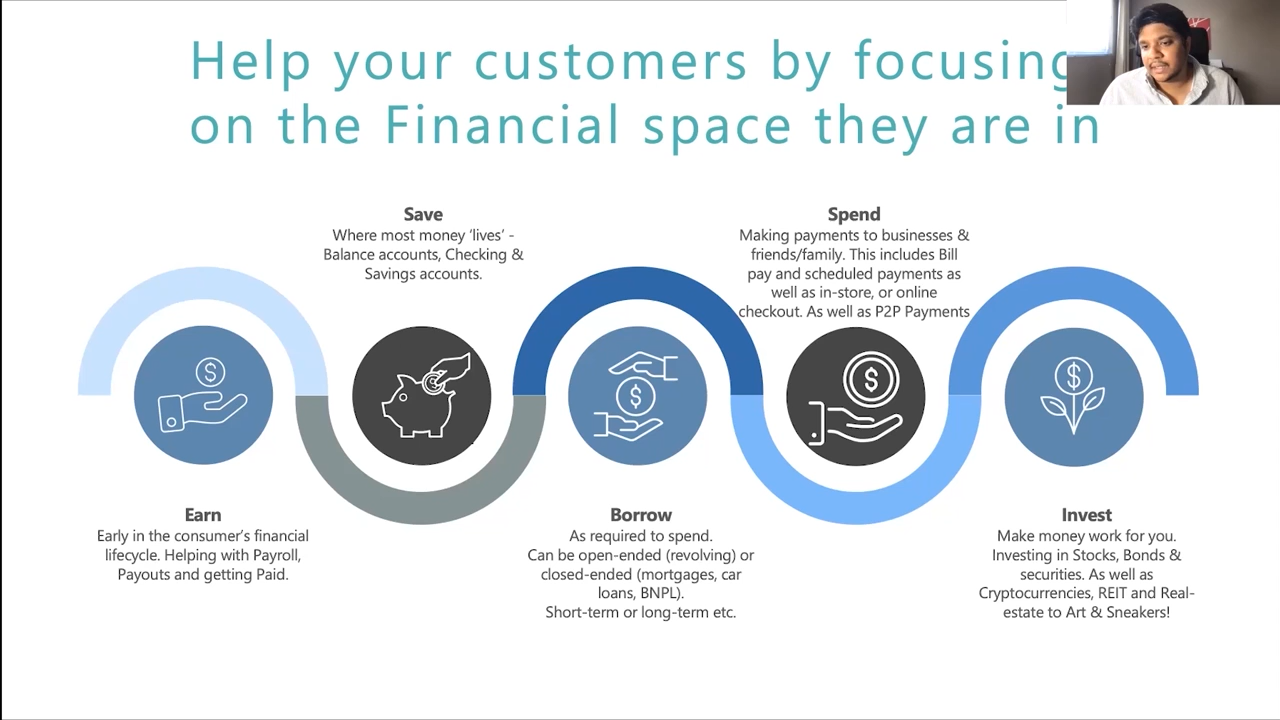 Help your customers by focusing
on the Financial space they are in
Save
Where most money ‘lives’ -
Balance accounts, Checking &
Savings accounts.
Spend
Making payments to businesses &
friends/family. This includes Bill
pay and scheduled payments as
well as in-store, or online
checkout. As well as P2P Payments
Earn
Early in the consumer’s financial
lifecycle. Helping with Payroll,
Payouts and getting Paid.
Borrow
As required to spend.
Can be open-ended (revolving) or
closed-ended (mortgages, car
loans, BNPL).
Short-term or long-term etc.
Invest
Make money work for you.
Investing in Stocks, Bonds &
securities. As well as
Cryptocurrencies, REIT and Real-
estate to Art & Sneakers!